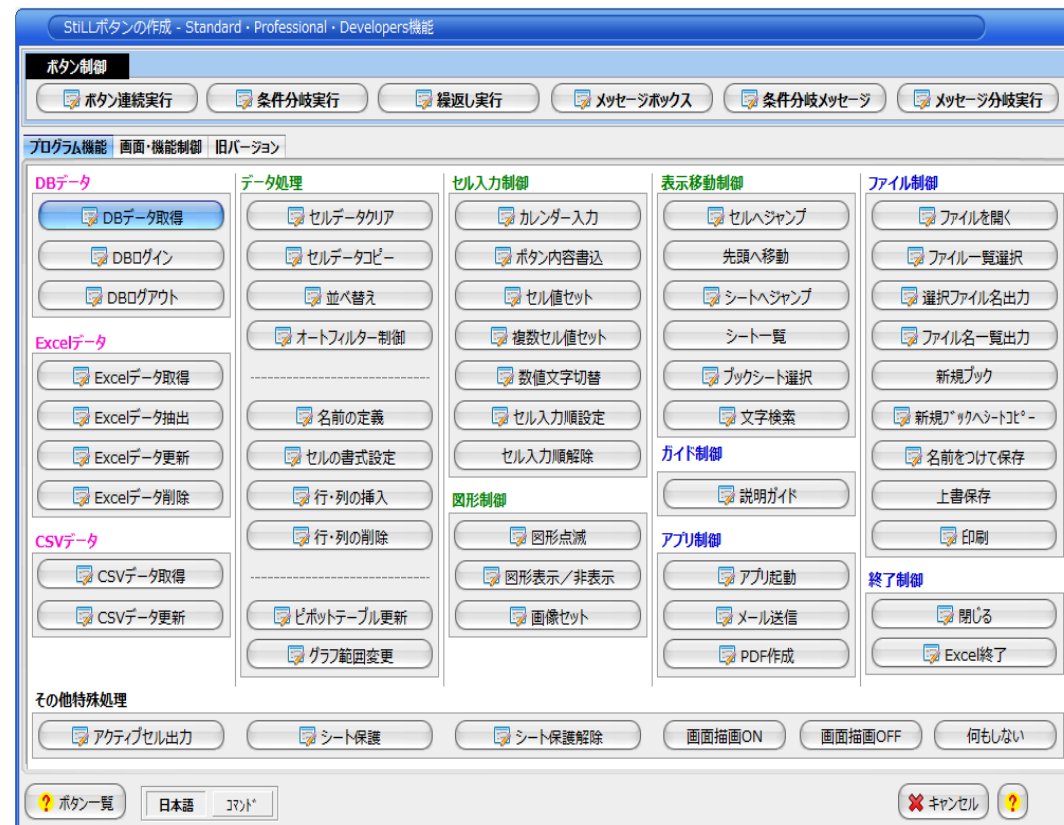 StiLLボタンの作成 - Standard・Professional・Developers機能
ボタン制御
ボタン連続実行
条件分岐実行
繰返し実行
メッセージボックス
条件分岐メッセージ
メッセージ分岐実行
プログラム機能
画面・機能制御
旧バージョン
DBデータ
DBデータ取得
DBログイン
DBログアウト
Excelデータ
Excelデータ取得
Excelデータ抽出
Excelデータ更新
Excelデータ削除
CSVデータ
CSVデータ取得
CSVデータ更新
データ処理
セルデータクリア
セルデータコピー
並べ替え
オートフィルター制御
名前の定義
セルの書式設定
行・列の挿入
行・列の削除
ピボットテーブル更新
グラフ範囲変更
セル入力制御
カレンダー入力
ボタン内容書込
セル値セット
複数セル値セット
数値文字切替
セル入力順設定
セル入力順解除
図形制御
図形点滅
図形表示／非表示
画像セット
表示移動制御
セルへジャンプ
先頭へ移動
シートへジャンプ
シート一覧
ブックシート選択
文字検索
ガイド制御
説明ガイド
アプリ制御
アプリ起動
メール送信
PDF作成
ファイル制御
ファイルを開く
ファイル一覧選択
選択ファイル名出力
ファイル名一覧出力
新規ブック
新規ﾌﾞｯｸへｼｰﾄｺﾋﾟｰ
名前をつけて保存
上書保存
印刷
終了制御
閉じる
Excel終了
その他特殊処理
アクティブセル出力
シート保護
シート保護解除
画面描画ON
画面描画OFF
何もしない
? ボタン一覧
日本語
ｺﾏﾝﾄﾞ
キャンセル
?